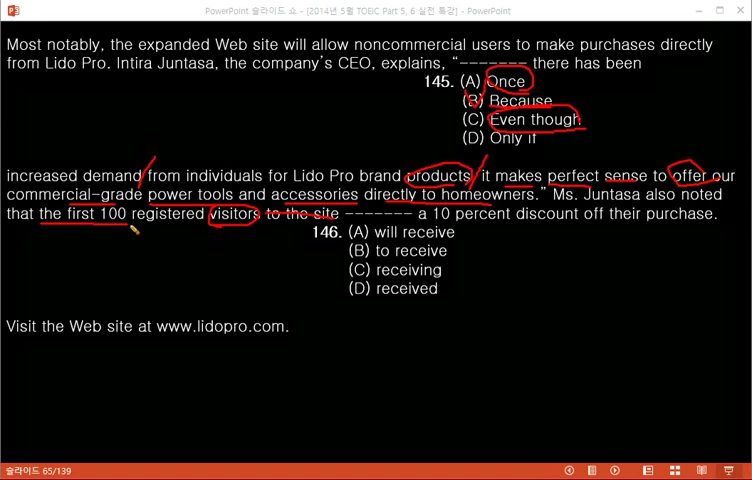 PowerPoint 슬라이드 쇼 - [2014년 5월 TOEIC Part 5, 6 실전 특강] - PowerPoint
Most notably, the expanded Web site will allow noncommercial users to make purchases directly
from Lido Pro. Intira Juntasa, the company's CEO, explains, "------- there has been
145. (A) Once
(B) Because
(C) Even though
(D) Only if
increased demand from individuals for Lido Pro brand products, it makes perfect sense to offer our
commercial-grade power tools and accessories directly to homeowners." Ms. Juntasa also noted
that the first 100 registered visitors to the site ------- a 10 percent discount off their purchase.
146. (A) will receive
(B) to receive
(C) receiving
(D) received
Visit the Web site at www.lidopro.com.
슬라이드 65/139